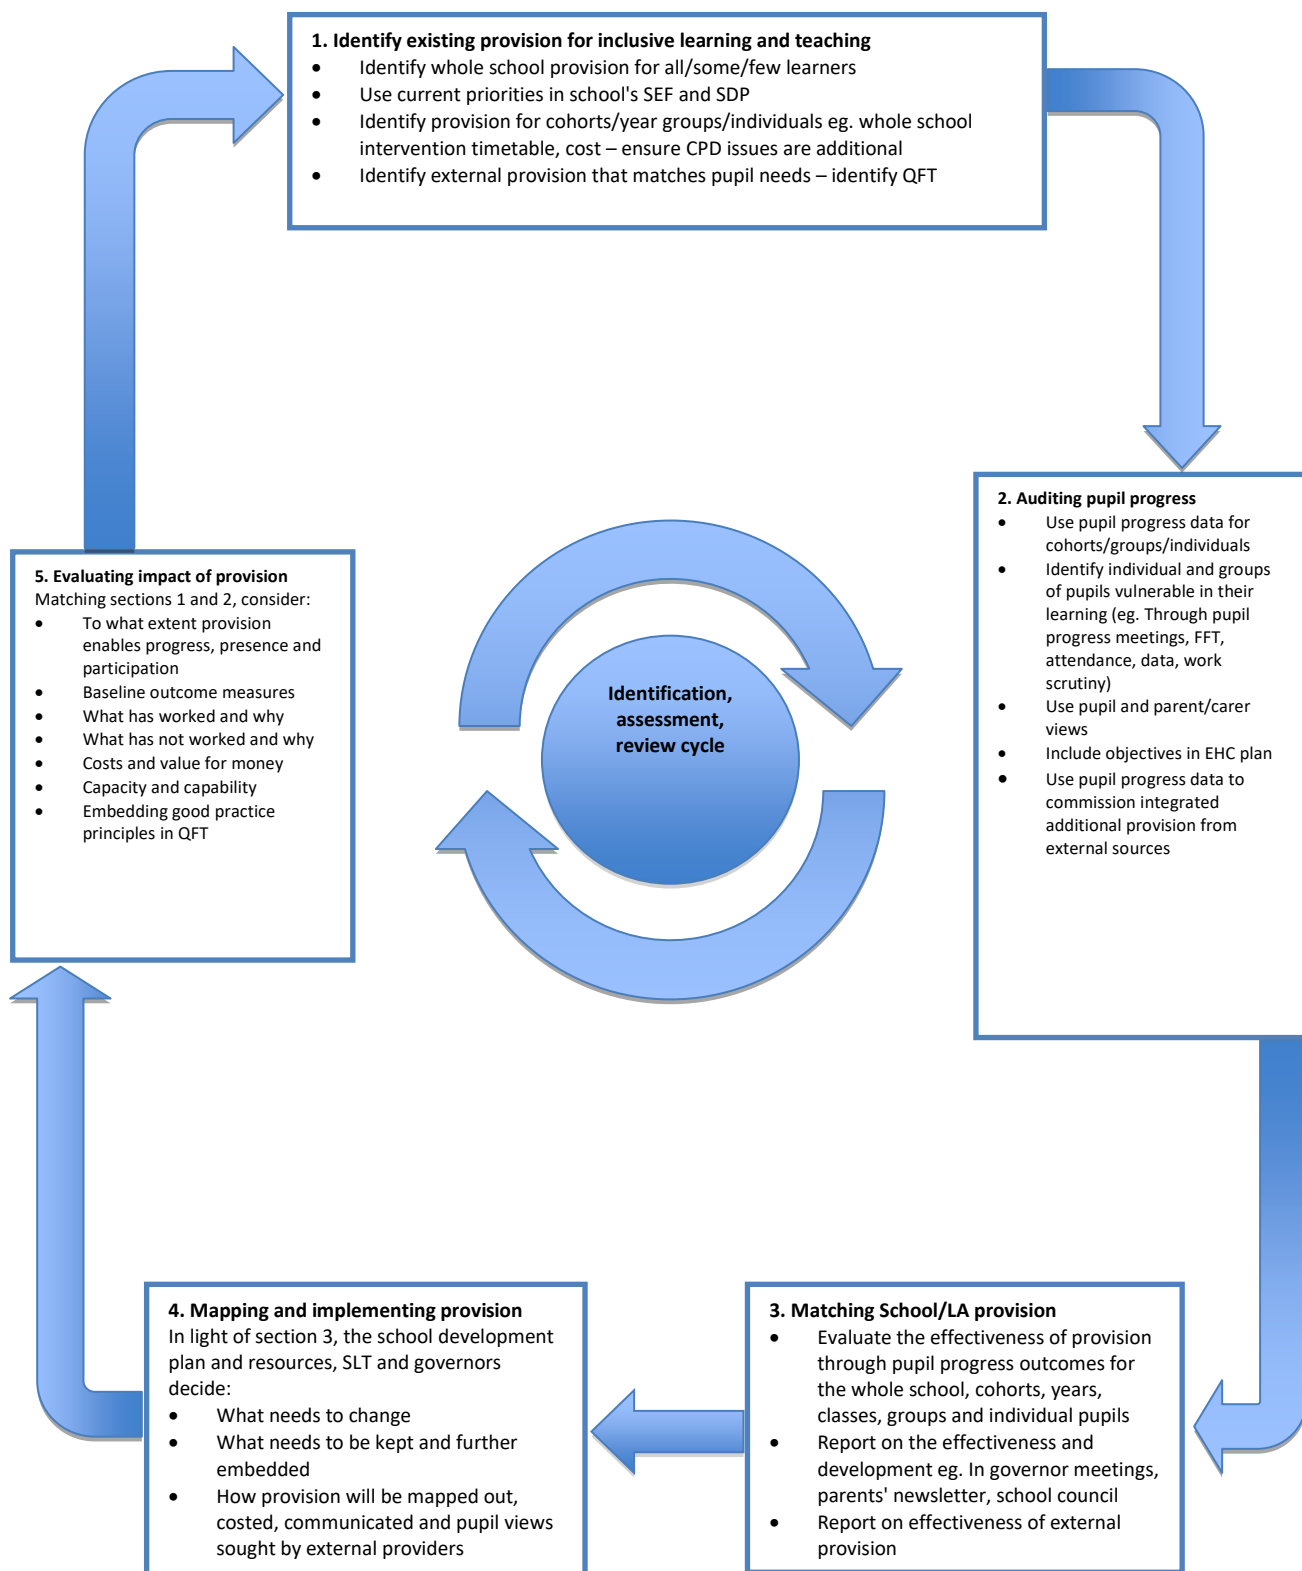 1. Identify existing provision for inclusive learning and teaching
• Identify whole school provision for all/some/few learners
• Use current priorities in school's SEF and SDP
• Identify provision for cohorts/year groups/individuals eg. whole school
intervention timetable, cost – ensure CPD issues are additional
• Identify external provision that matches pupil needs – identify QFT
2. Auditing pupil progress
• Use pupil progress data for
cohorts/groups/individuals
• Identify individual and groups
of pupils vulnerable in their
learning (eg. Through pupil
progress meetings, FFT,
attendance, data, work
scrutiny)
• Use pupil and parent/carer
views
• Include objectives in EHC plan
• Use pupil progress data to
commission integrated
additional provision from
external sources
5. Evaluating impact of provision
Matching sections 1 and 2, consider:
• To what extent provision
enables progress, presence and
participation
• Baseline outcome measures
• What has worked and why
• What has not worked and why
• Costs and value for money
• Capacity and capability
• Embedding good practice
principles in QFT
Identification,
assessment,
review cycle
4. Mapping and implementing provision
In light of section 3, the school development
plan and resources, SLT and governors
decide:
• What needs to change
• What needs to be kept and further
embedded
• How provision will be mapped out,
costed, communicated and pupil views
sought by external providers
3. Matching School/LA provision
• Evaluate the effectiveness of provision
through pupil progress outcomes for
the whole school, cohorts, years,
classes, groups and individual pupils
• Report on the effectiveness and
development eg. In governor meetings,
parents' newsletter, school council
• Report on effectiveness of external
provision